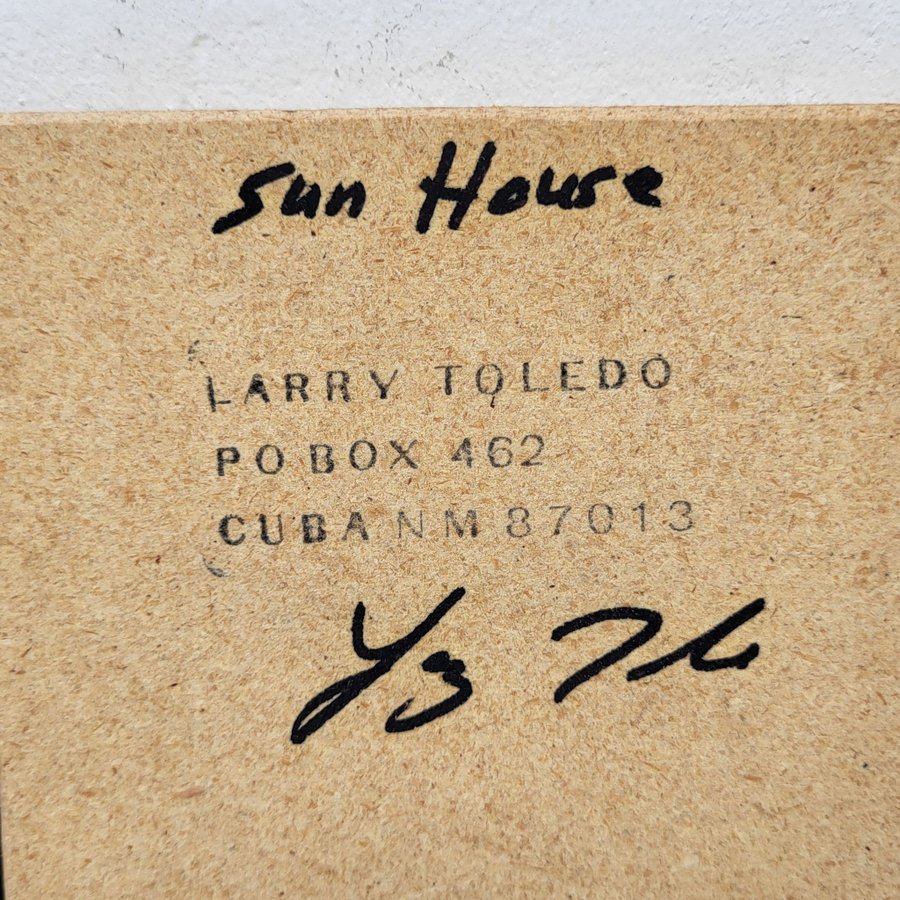 Sun House
LARRY TOLEDO
PO BOX 462
CUBA NM 87013